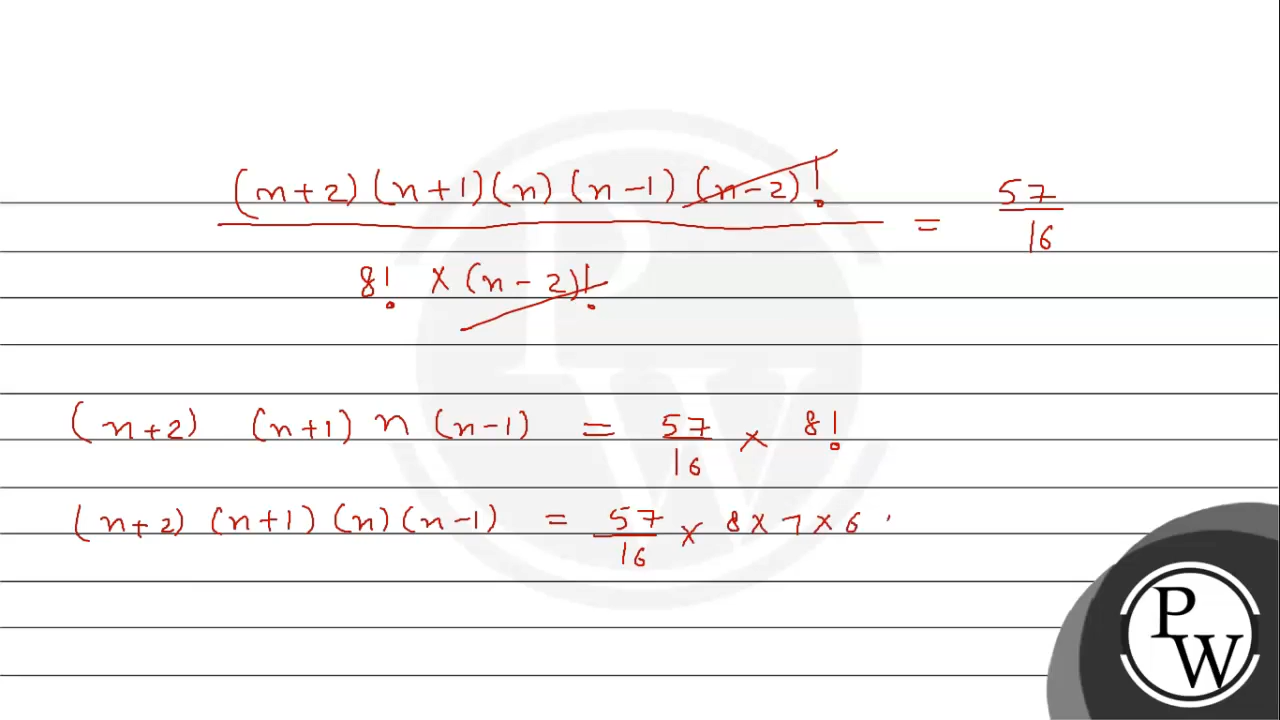 (n+2)(n+1)(n)(n-1)(n-2)!
8! × (n-2)!
=
57
16
(n+2) (n+1) n (n-1) = 57/16 × 8!
(n+2) (n+1) (n) (n-1) = 57/16 × 8×7×6
P
W